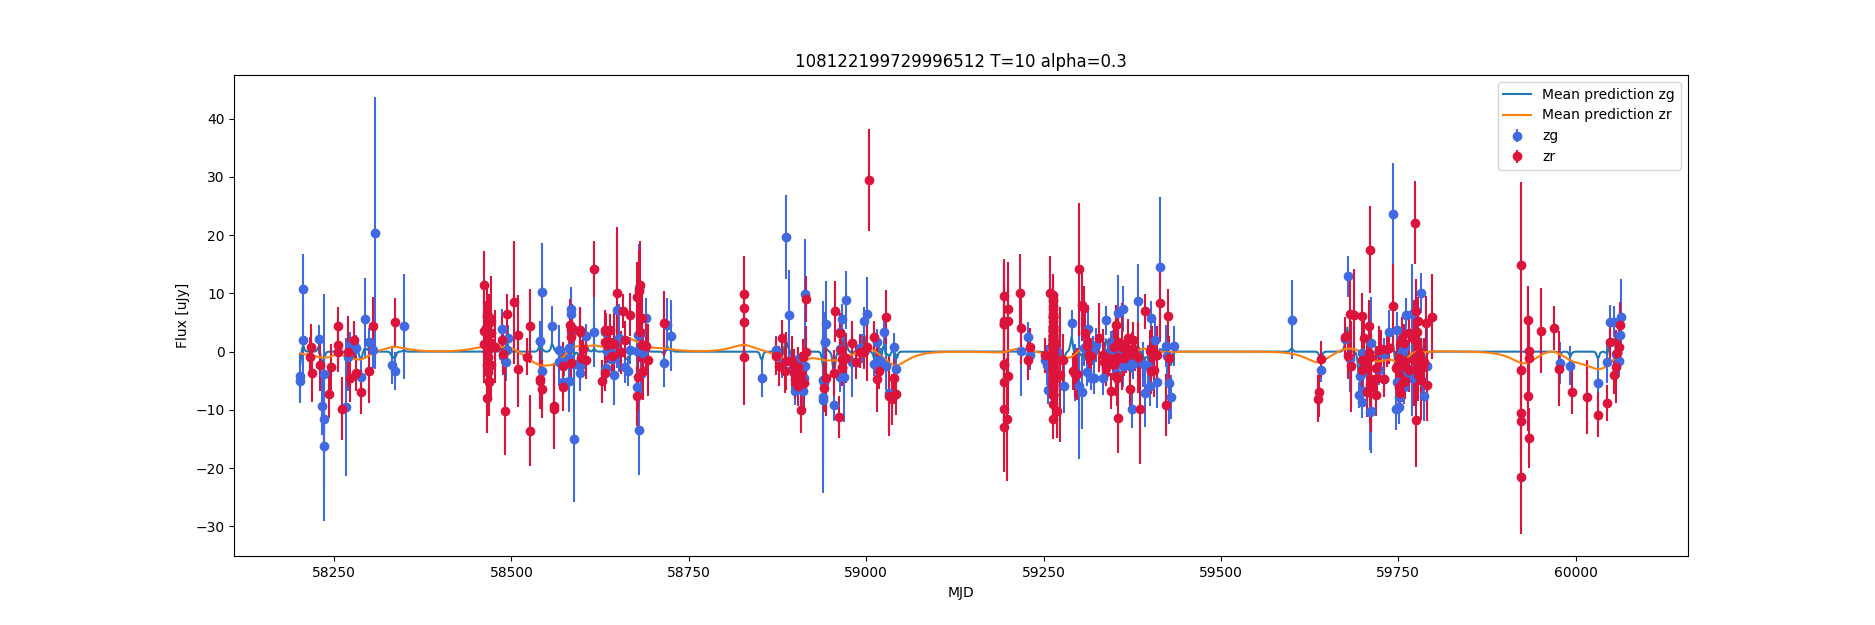 108122199729996512 T=10 alpha=0.3
Mean prediction zg
Mean prediction zr
zg
zr
Flux [uJy]
40
30
20
10
0
−10
−20
−30
58250 58500 58750 59000 59250 59500 59750 60000
MJD